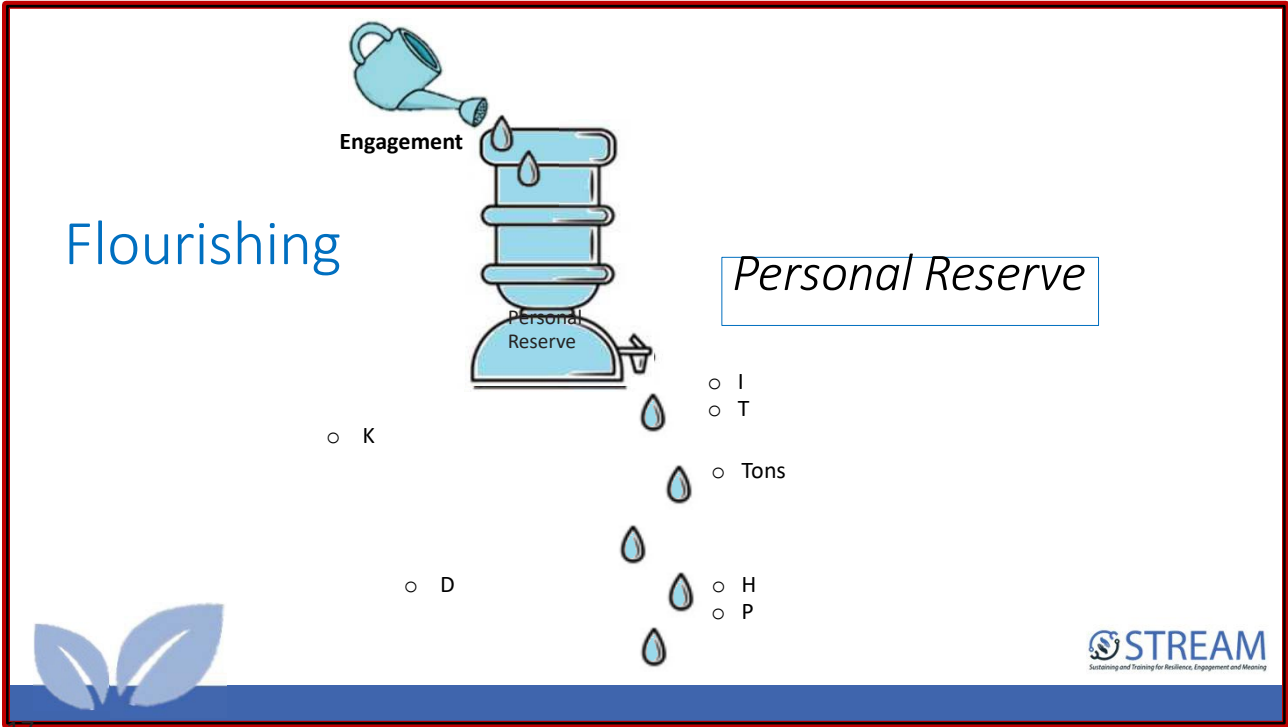 Engagement
Flourishing
Personal Reserve
Personal
Reserve
I
T
K
Tons
D
H
P
STREAM
Sustaining and Training for Resilience, Engagement and Meaning